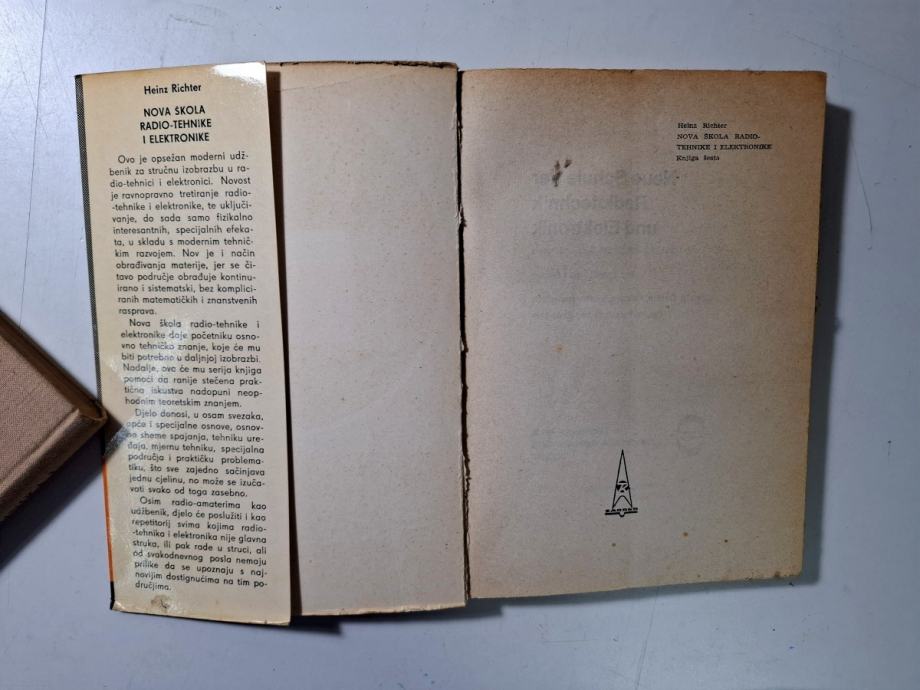 Heinz Richter
NOVA ŠKOLA
RADIO-TEHNIKE
I ELEKTRONIKE
Ovo je opsežan moderni udž-
benik za stručnu izobrazbu u ra-
dio-tehnici i elektronici. Novost
je ravnopravno tretiranje radio-
-tehnike i elektronike, te uključi-
vanje, do sada samo fizikalno
interesantnih, specijalnih efeka-
ta, u skladu s modernim tehnič-
kim razvojem. Nov je i način
obrađivanja materije, jer se či-
tavo područje obrađuje kontinu-
irano i sistematski, bez komplici-
ranih matematičkih i znanstvenih
rasprava.
Nova škola radio-tehnike i
elektronike daje početniku osno-
vno tehničko znanje, koje će mu
biti potrebno u daljnjoj izobrazbi.
Nadalje, ova će mu serija knjiga
pomoći da ranije stečena prak-
tična iskustva nadopuni neop-
hodnim teoretskim znanjem.
Djelo donosi, u osam svezaka,
opće i specijalne osnove, osnov-
ne sheme spajanja, tehniku ure-
đaja, mjernu tehniku, specijalna
područja i praktičku problema-
tiku, što sve zajedno sačinjava
jednu cjelinu, no može se izuča-
vati svako od toga zasebno.
Osim radio-amaterima kao
udžbenik, djelo će poslužiti i kao
repetitorij svima kojima radio-
-tehnika i elektronika nije glavna
struka, ili pak rade u struci, ali
od svakodnevnog posla nemaju
prilike da se upoznaju s naj-
novijim dostignućima na tim po-
dručjima.
Heinz Richter
NOVA ŠKOLA RADIO-
TEHNIKE I ELEKTRONIKE
Knjiga šesta
Neue Schule der
Radiotechnik
und Elektronik
TK
ZAGREB